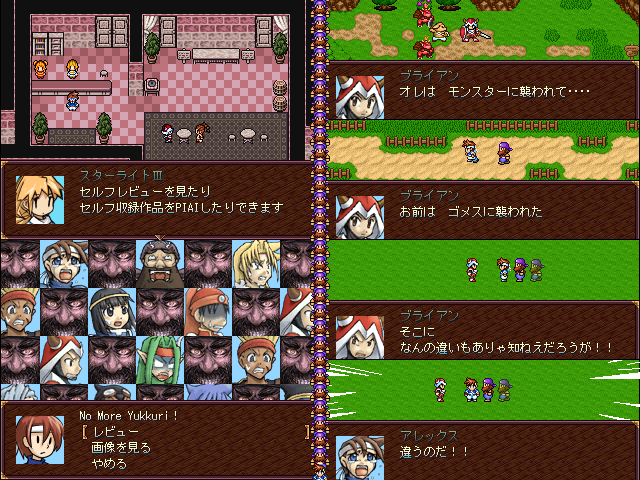 スターライトⅢ
セルフレビューを見たり
セルフ収録作品をPIAIしたりできます
No More Yukkuri！
[ レビュー ]
画像を見る
やめる
ブライアン
オレは　モンスターに襲われて････
ブライアン
お前は　ゴメスに襲われた
ブライアン
そこに
なんの違いもありゃ知ねえだろうが！！
アレックス
違うのだ！！